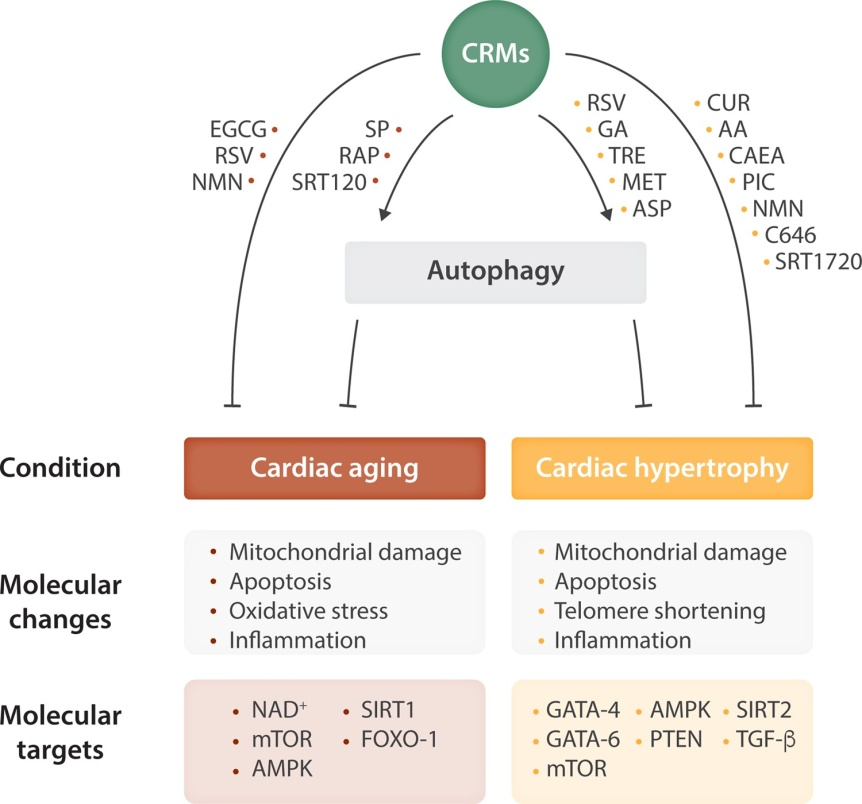 CRMs
EGCG
RSV
NMN
SP
RAP
SRT120
RSV
GA
TRE
MET
ASP
CUR
AA
CAEA
PIC
NMN
C646
SRT1720
Autophagy
Condition
Cardiac aging
Cardiac hypertrophy
Molecular
changes
• Mitochondrial damage
• Apoptosis
• Oxidative stress
• Inflammation
• Mitochondrial damage
• Apoptosis
• Telomere shortening
• Inflammation
Molecular
targets
• NAD⁺ • SIRT1
• mTOR • FOXO-1
• AMPK
• GATA-4 • AMPK • SIRT2
• GATA-6 • PTEN • TGF-β
• mTOR